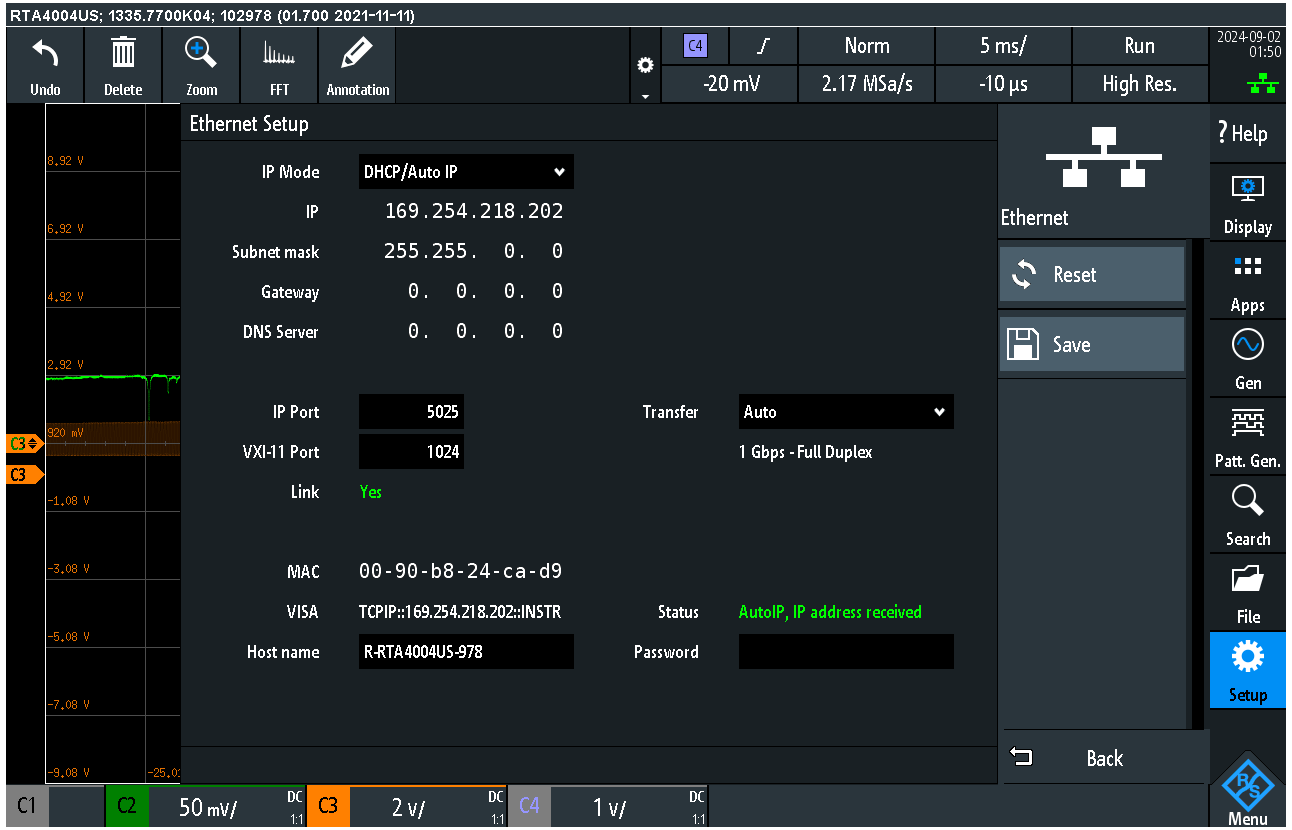 RTA4004US; 1335.7700K04; 102978 (01.700 2021-11-11)
Undo
Delete
Zoom
FFT
Annotation
C4
Norm
5 ms/
Run
2024-09-02
01:50
-20 mV
2.17 MSa/s
-10 µs
High Res.
Ethernet Setup
IP Mode DHCP/Auto IP
IP 169.254.218.202
Subnet mask 255.255. 0. 0
Gateway 0. 0. 0. 0
DNS Server 0. 0. 0. 0
IP Port 5025
Transfer Auto
VXI-11 Port 1024
1 Gbps - Full Duplex
Link Yes
MAC 00-90-b8-24-ca-d9
VISA TCPIP::169.254.218.202::INSTR
Status AutoIP, IP address received
Host name R-RTA4004US-978
Password
8.92 V
6.92 V
4.92 V
2.92 V
920 mV
C3
C3
-1.08 V
-3.08 V
-5.08 V
-7.08 V
-9.08 V
Ethernet
Reset
Save
Back
? Help
Display
Apps
Gen
Patt. Gen.
Search
File
Setup
R&S
Menu
C1
C2 50 mV/ DC 1:1
C3 2 V/ DC 1:1
C4 1 V/ DC 1:1